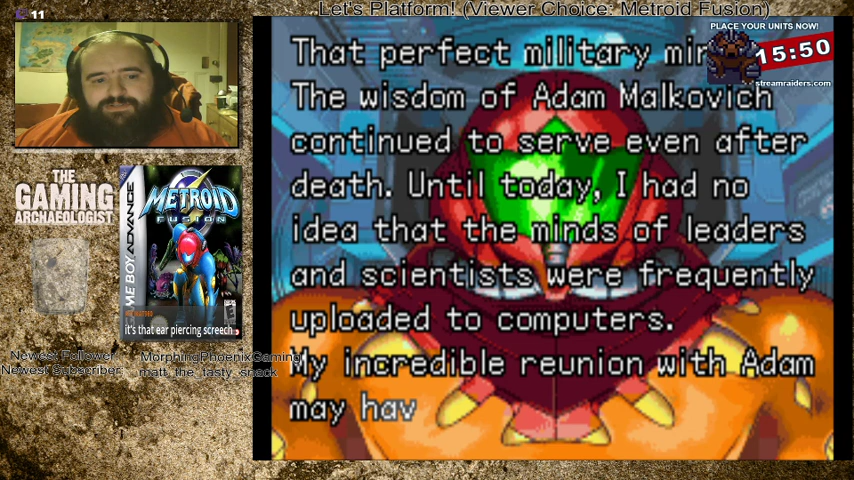 11
Let's Platform! (Viewer Choice: Metroid Fusion)
PLACE YOUR UNITS NOW!
15:50
streamraiders.com
That perfect military
The wisdom of Adam Malkovich
continued to serve even after
death. Until today, I had no
idea that the minds of leaders
and scientists were frequently
uploaded to computers.
My incredible reunion with Adam
may hav
THE
GAMING
ARCHAEOLOGIST
GAME BOY ADVANCE
METROID
FUSION
it's that ear piercing screech
Newest Follower:
MorphingPhoenixGaming
Newest Subscriber:
matt_the_tasty_snack